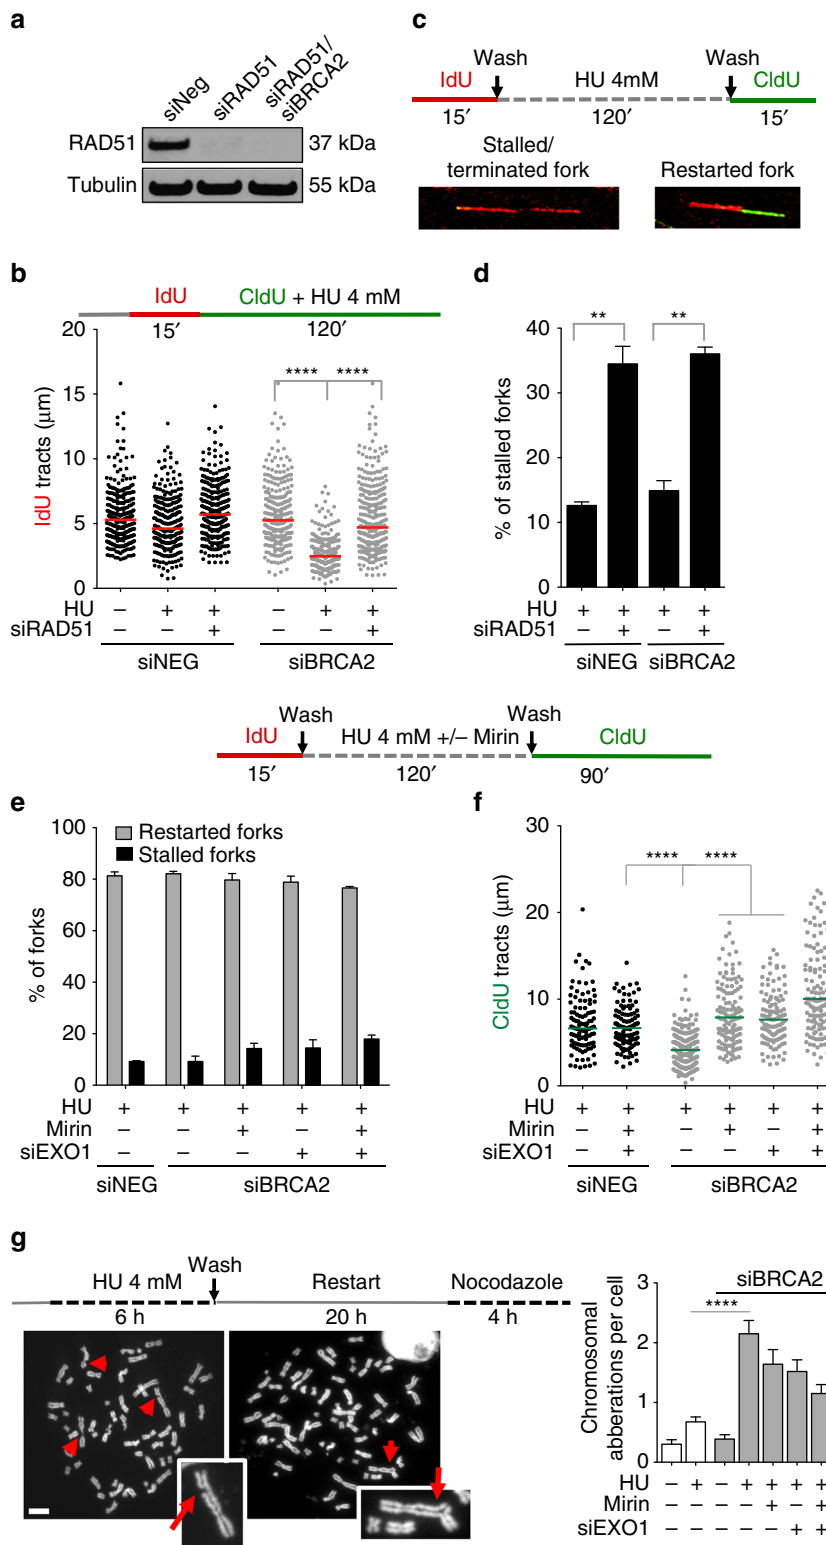 a
siNeg
siRAD51
siRAD51/
siBRCA2
RAD51
37 kDa
Tubulin
55 kDa
c
Wash
Wash
IdU
HU 4mM
CldU
15′
120′
15′
Stalled/
terminated fork
Restarted fork
b
IdU
CldU + HU 4 mM
15′
120′
20
15
10
5
0
IdU tracts (μm)
**** ****
HU – + + – + +
siRAD51 – – + – – +
siNEG siBRCA2
d
40
30
20
10
0
% of stalled forks
** **
HU + + + +
siRAD51 – + – +
siNEG siBRCA2
Wash
Wash
IdU
HU 4 mM +/– Mirin
CldU
15′
120′
90′
e
100
80
60
40
20
0
% of forks
Restarted forks
Stalled forks
HU + + + + +
Mirin – – + – +
siEXO1 – – – + +
siNEG siBRCA2
f
30
20
10
0
CldU tracts (μm)
**** ****
HU + + + + + +
Mirin – + – + – +
siEXO1 – + – – + +
siNEG siBRCA2
g
Wash
HU 4 mM
Restart
Nocodazole
6 h
20 h
4 h
siBRCA2
3
2
1
0
Chromosomal
abberations per cell
****
HU – + – + + + +
Mirin – – – – + – +
siEXO1 – – – – – + +